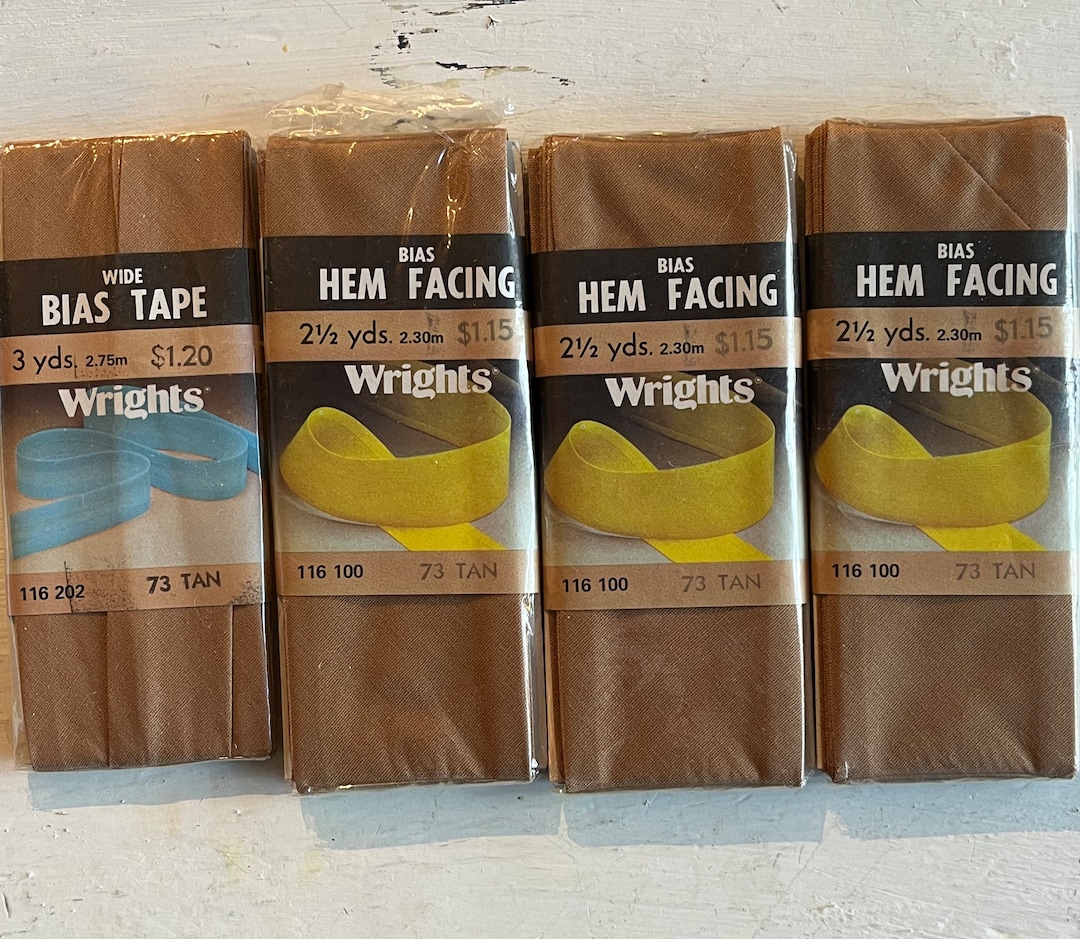 WIDE
BIAS TAPE
3 yds. 2.75m $1.20
Wrights®
116 202 73 TAN
BIAS
HEM FACING
2½ yds. 2.30m $1.15
Wrights®
116 100 73 TAN
BIAS
HEM FACING
2½ yds. 2.30m $1.15
Wrights®
116 100 73 TAN
BIAS
HEM FACING
2½ yds. 2.30m $1.15
Wrights®
116 100 73 TAN